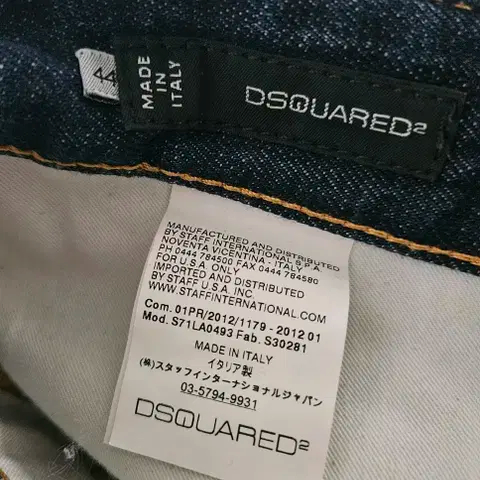 44
MADE
IN
ITALY
DSQUARED²
MANUFACTURED AND DISTRIBUTED
BY STAFF INTERNATIONAL S.P.A.
NOVENTA VICENTINA - ITALY
PH 0444 784500 FAX 0444 784580
FOR U.S.A. ONLY
IMPORTED AND DISTRIBUTED
BY STAFF U.S.A. INC.
WWW.STAFFINTERNATIONAL.COM
Com. 01PR/2012/1179 - 2012 01
Mod. S71LA0493 Fab. S30281
MADE IN ITALY
イタリア製
(株)スタッフインターナショナルジャパン
03-5794-9931
DSQUARED²